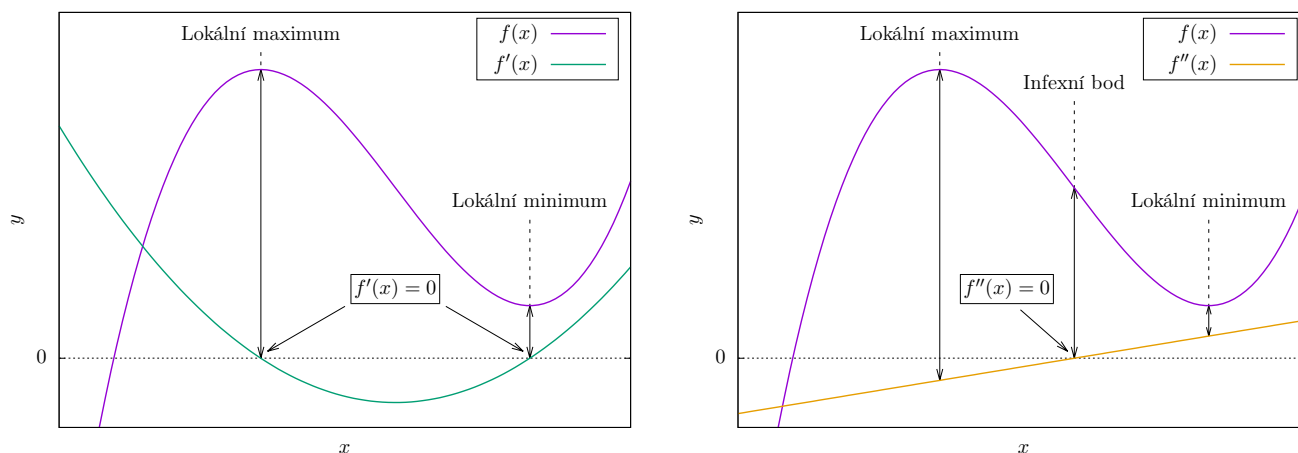 Lokální maximum
f(x)
f′(x)
Lokální minimum
f′(x) = 0
0
y
x
Lokální maximum
f(x)
f′′(x)
Infexní bod
Lokální minimum
f′′(x) = 0
0
y
x